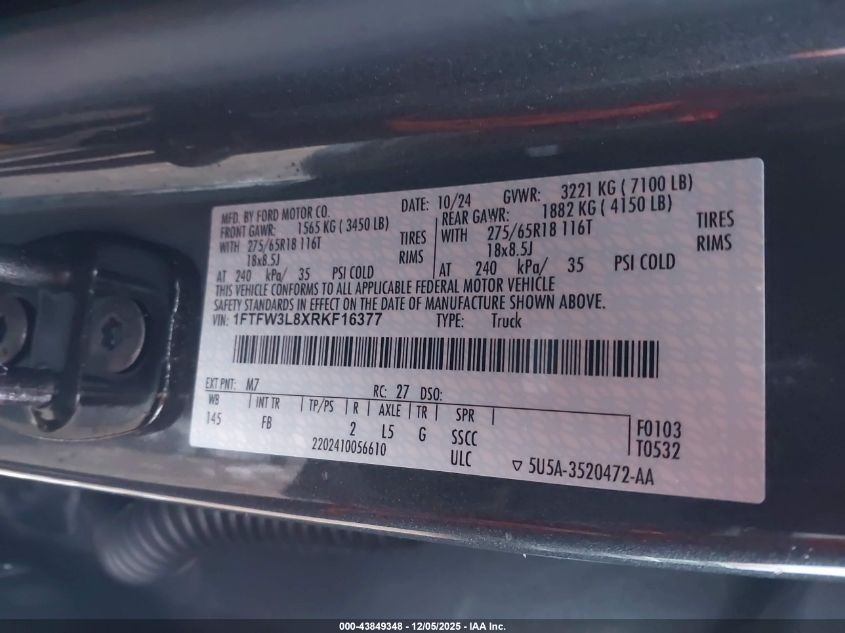 MFD. BY FORD MOTOR CO. DATE: 10/24 GVWR: 3221 KG ( 7100 LB)
FRONT GAWR: 1565 KG ( 3450 LB) REAR GAWR: 1882 KG ( 4150 LB)
WITH 275/65R18 116T TIRES WITH 275/65R18 116T TIRES
18x8.5J RIMS 18x8.5J RIMS
AT 240 kPa/ 35 PSI COLD AT 240 kPa/ 35 PSI COLD
THIS VEHICLE CONFORMS TO ALL APPLICABLE FEDERAL MOTOR VEHICLE
SAFETY STANDARDS IN EFFECT ON THE DATE OF MANUFACTURE SHOWN ABOVE.
VIN: 1FTFW3L8XRKF16377 TYPE: Truck
EXT PNT: M7 RC: 27 DSO:
WB INT TR TP/PS R AXLE TR SPR
145 FB 2 L5 G SSCC
F0103
T0532
2202410056610 ULC 5U5A-3520472-AA
000-43849348 - 12/05/2025 - IAA Inc.